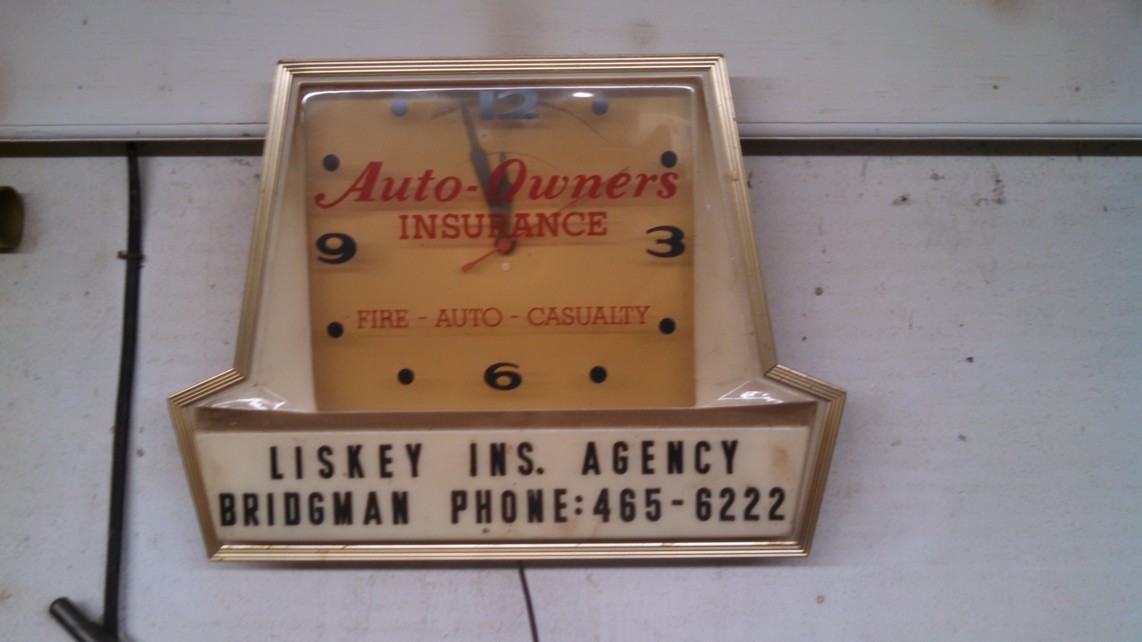 12
Auto-Owners
INSURANCE
9 3
FIRE - AUTO - CASUALTY
6
LISKEY INS. AGENCY
BRIDGMAN PHONE:465-6222